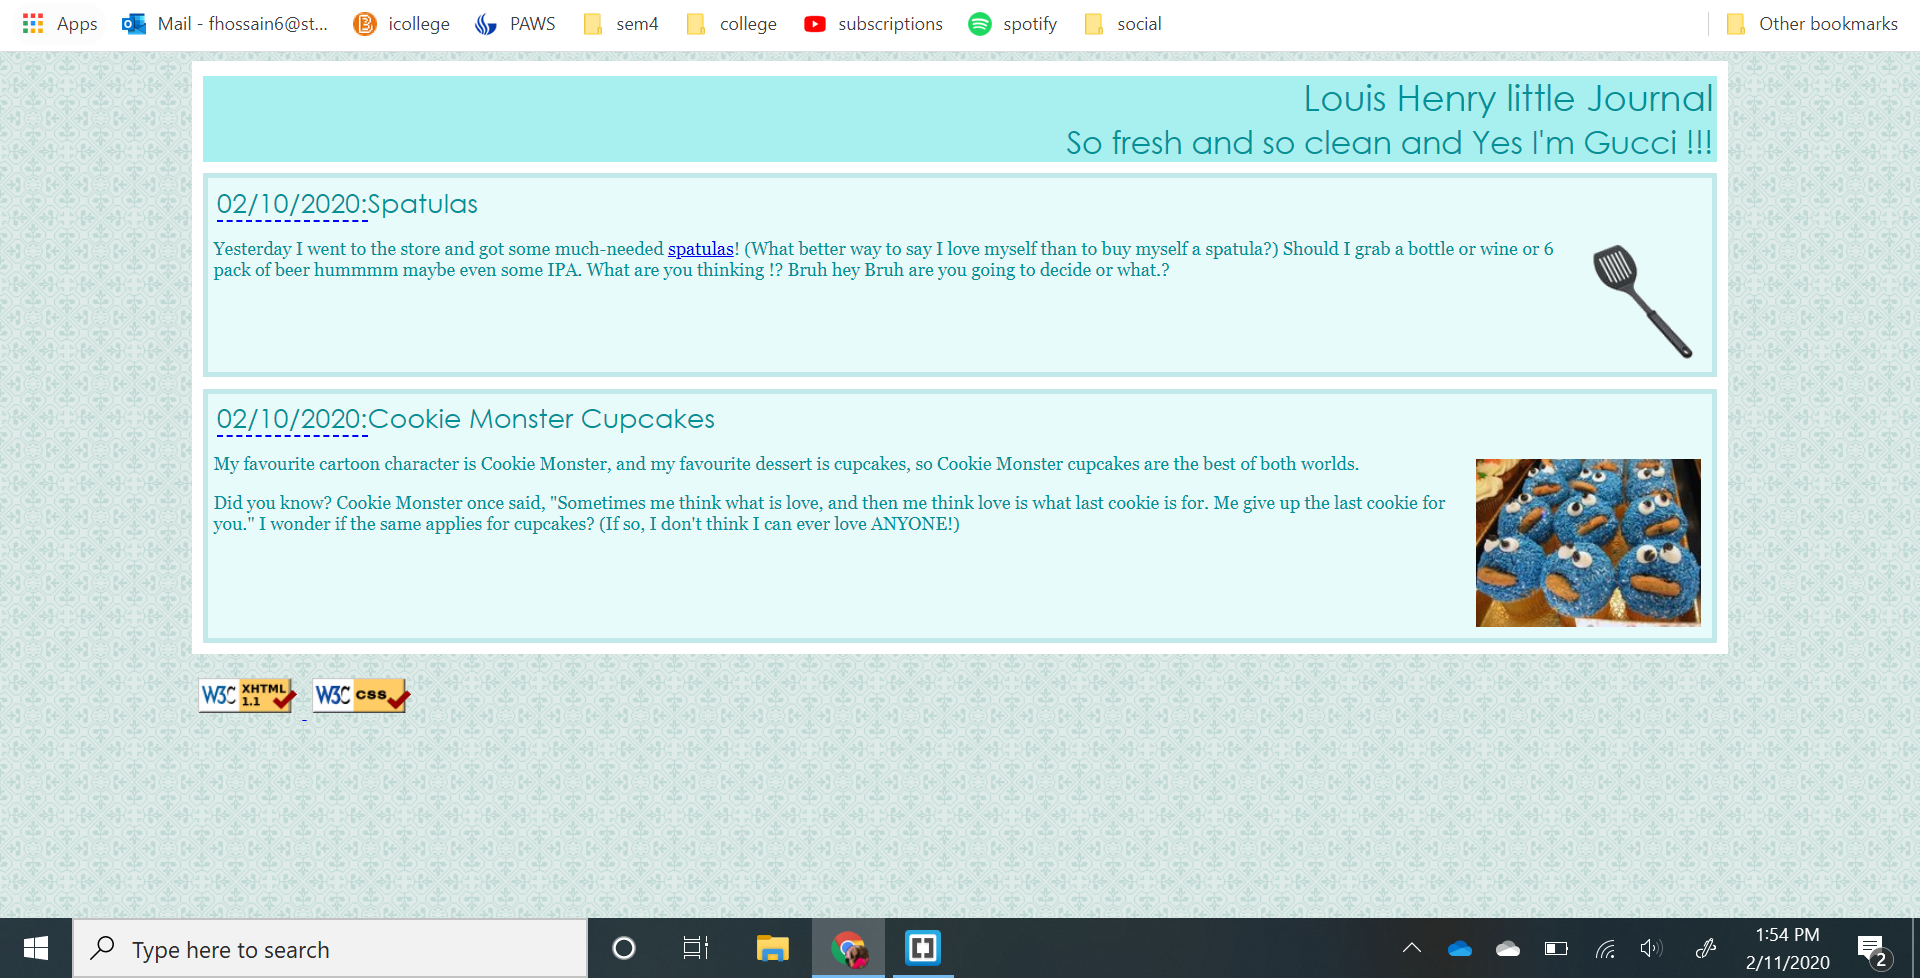 Apps Mail - fhossain6@st... icollege PAWS sem4 college subscriptions spotify social Other bookmarks
Louis Henry little Journal
So fresh and so clean and Yes I'm Gucci !!!
02/10/2020:Spatulas
Yesterday I went to the store and got some much-needed spatulas! (What better way to say I love myself than to buy myself a spatula?) Should I grab a bottle or wine or 6
pack of beer hummmm maybe even some IPA. What are you thinking !? Bruh hey Bruh are you going to decide or what.?
02/10/2020:Cookie Monster Cupcakes
My favourite cartoon character is Cookie Monster, and my favourite dessert is cupcakes, so Cookie Monster cupcakes are the best of both worlds.
Did you know? Cookie Monster once said, "Sometimes me think what is love, and then me think love is what last cookie is for. Me give up the last cookie for
you." I wonder if the same applies for cupcakes? (If so, I don't think I can ever love ANYONE!)
W3C XHTML 1.1 W3C css
Type here to search
1:54 PM
2/11/2020
2